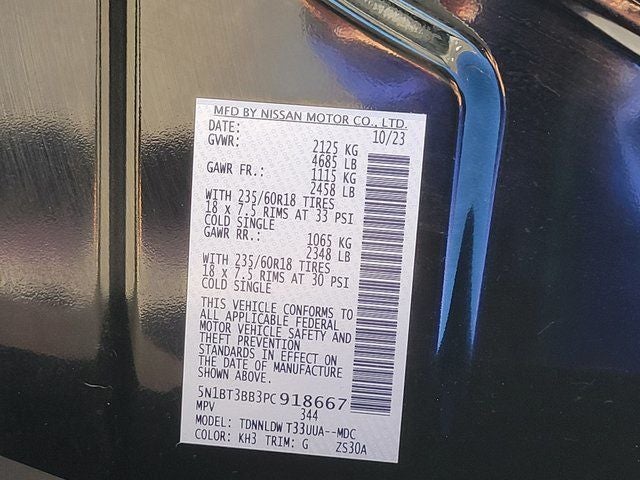 MFD BY NISSAN MOTOR CO., LTD.
DATE: 10/23
GVWR: 2125 KG
4685 LB
GAWR FR.: 1115 KG
2458 LB
WITH 235/60R18 TIRES
18 x 7.5 RIMS AT 33 PSI
COLD SINGLE
GAWR RR.: 1065 KG
2348 LB
WITH 235/60R18 TIRES
18 x 7.5 RIMS AT 30 PSI
COLD SINGLE
THIS VEHICLE CONFORMS TO
ALL APPLICABLE FEDERAL
MOTOR VEHICLE SAFETY AND
THEFT PREVENTION
STANDARDS IN EFFECT ON
THE DATE OF MANUFACTURE
SHOWN ABOVE.
5N1BT3BB3PC918667
MPV 344
MODEL: TDNNLDW T33UUA--MDC
COLOR: KH3 TRIM: G ZS30A